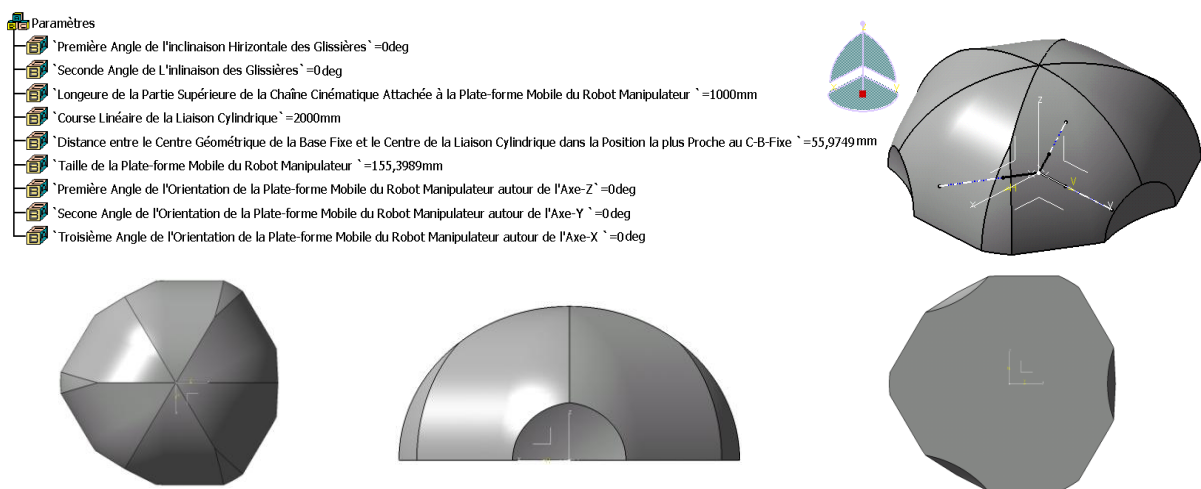 Paramètres
`Première Angle de l'inclinaison Hirizontale des Glissières`=0deg
`Seconde Angle de L'inlinaison des Glissières`=0deg
`Longeure de la Partie Supérieure de la Chaîne Cinématique Attachée à la Plate-forme Mobile du Robot Manipulateur `=1000mm
`Course Linéaire de la Liaison Cylindrique`=2000mm
`Distance entre le Centre Géométrique de la Base Fixe et le Centre de la Liaison Cylindrique dans la Position la plus Proche au C-B-Fixe `=55,9749mm
`Taille de la Plate-forme Mobile du Robot Manipulateur `=155,3989mm
`Première Angle de l'Orientation de la Plate-forme Mobile du Robot Manipulateur autour de l'Axe-Z`=0deg
`Secone Angle de l'Orientation de la Plate-forme Mobile du Robot Manipulateur autour de l'Axe-Y `=0deg
`Troisième Angle de l'Orientation de la Plate-forme Mobile du Robot Manipulateur autour de l'Axe-X `=0deg
z
x
y